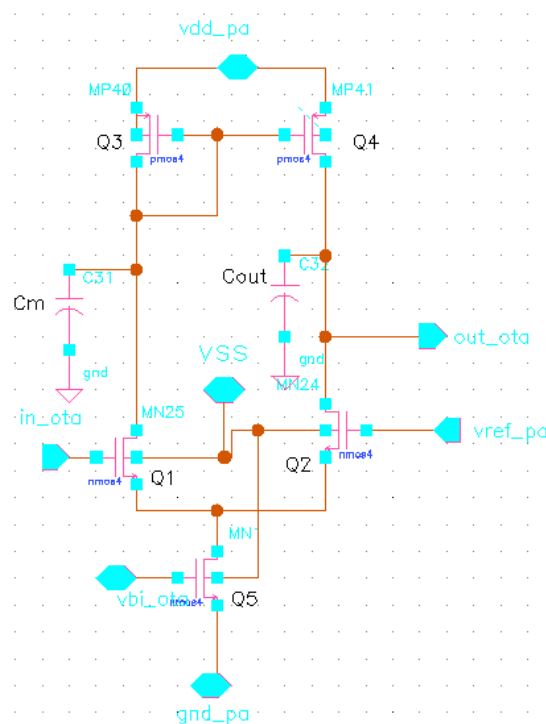 vdd_pa
MP40
MP41
Q3
Q4
pmos4
pmos4
C31
Cout
C32
Cm
gnd
VSS
gnd
out_ota
in_ota
MN25
MN24
vref_pa
Q1
Q2
nmos4
nmos4
MN1
vbi_ota
nmos4
Q5
gnd_pa